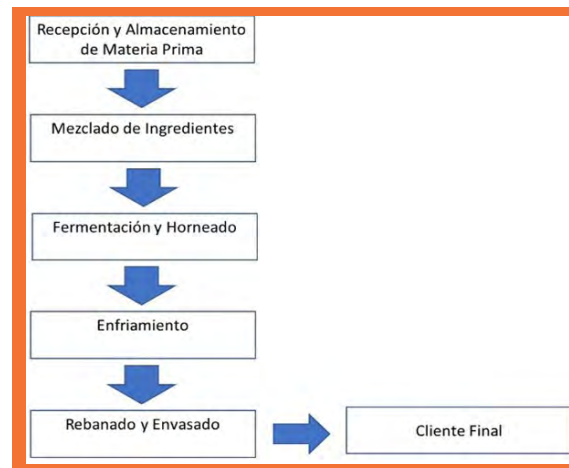 Recepción y Almacenamiento
de Materia Prima
Mezclado de Ingredientes
Fermentación y Horneado
Enfriamiento
Rebanado y Envasado
Cliente Final